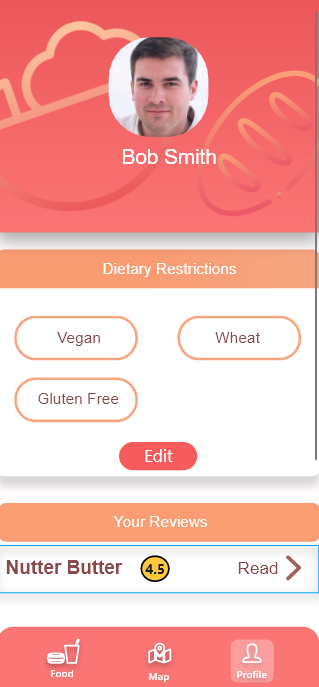 Bob Smith
Dietary Restrictions
Vegan Wheat
Gluten Free
Edit
Your Reviews
Nutter Butter 4.5 Read
Food Map Profile